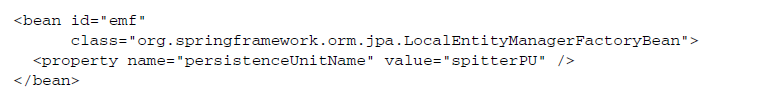 <bean id="emf"
class="org.springframework.orm.jpa.LocalEntityManagerFactoryBean">
<property name="persistenceUnitName" value="spitterPU" />
</bean>